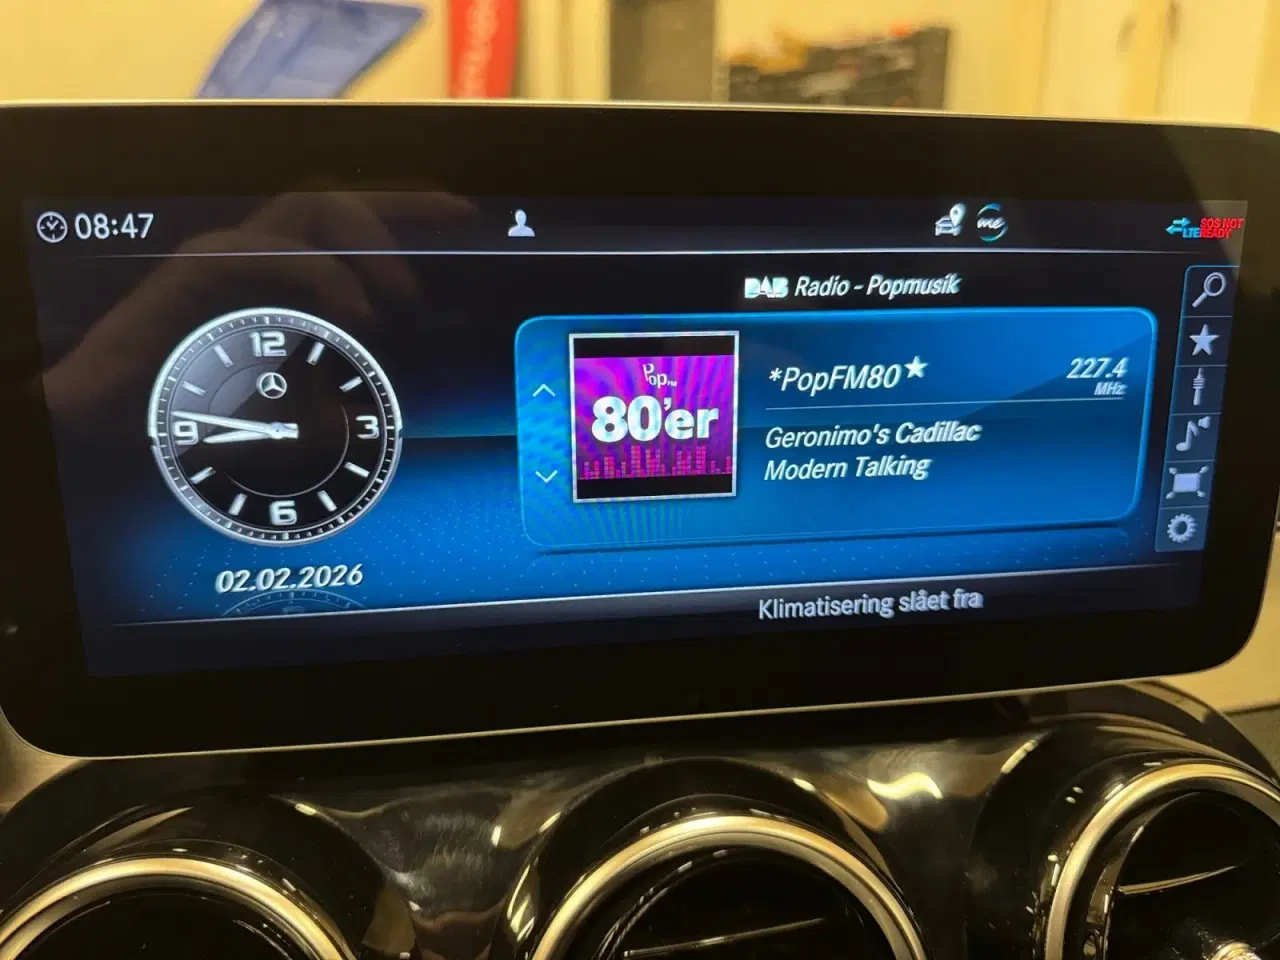 08:47
me
LTE
SOS NOT
READY
DAB Radio - Popmusik
12
3
6
9
Pop
80'er
*PopFM80★
227.4
MHz
Geronimo's Cadillac
Modern Talking
02.02.2026
Klimatisering slået fra